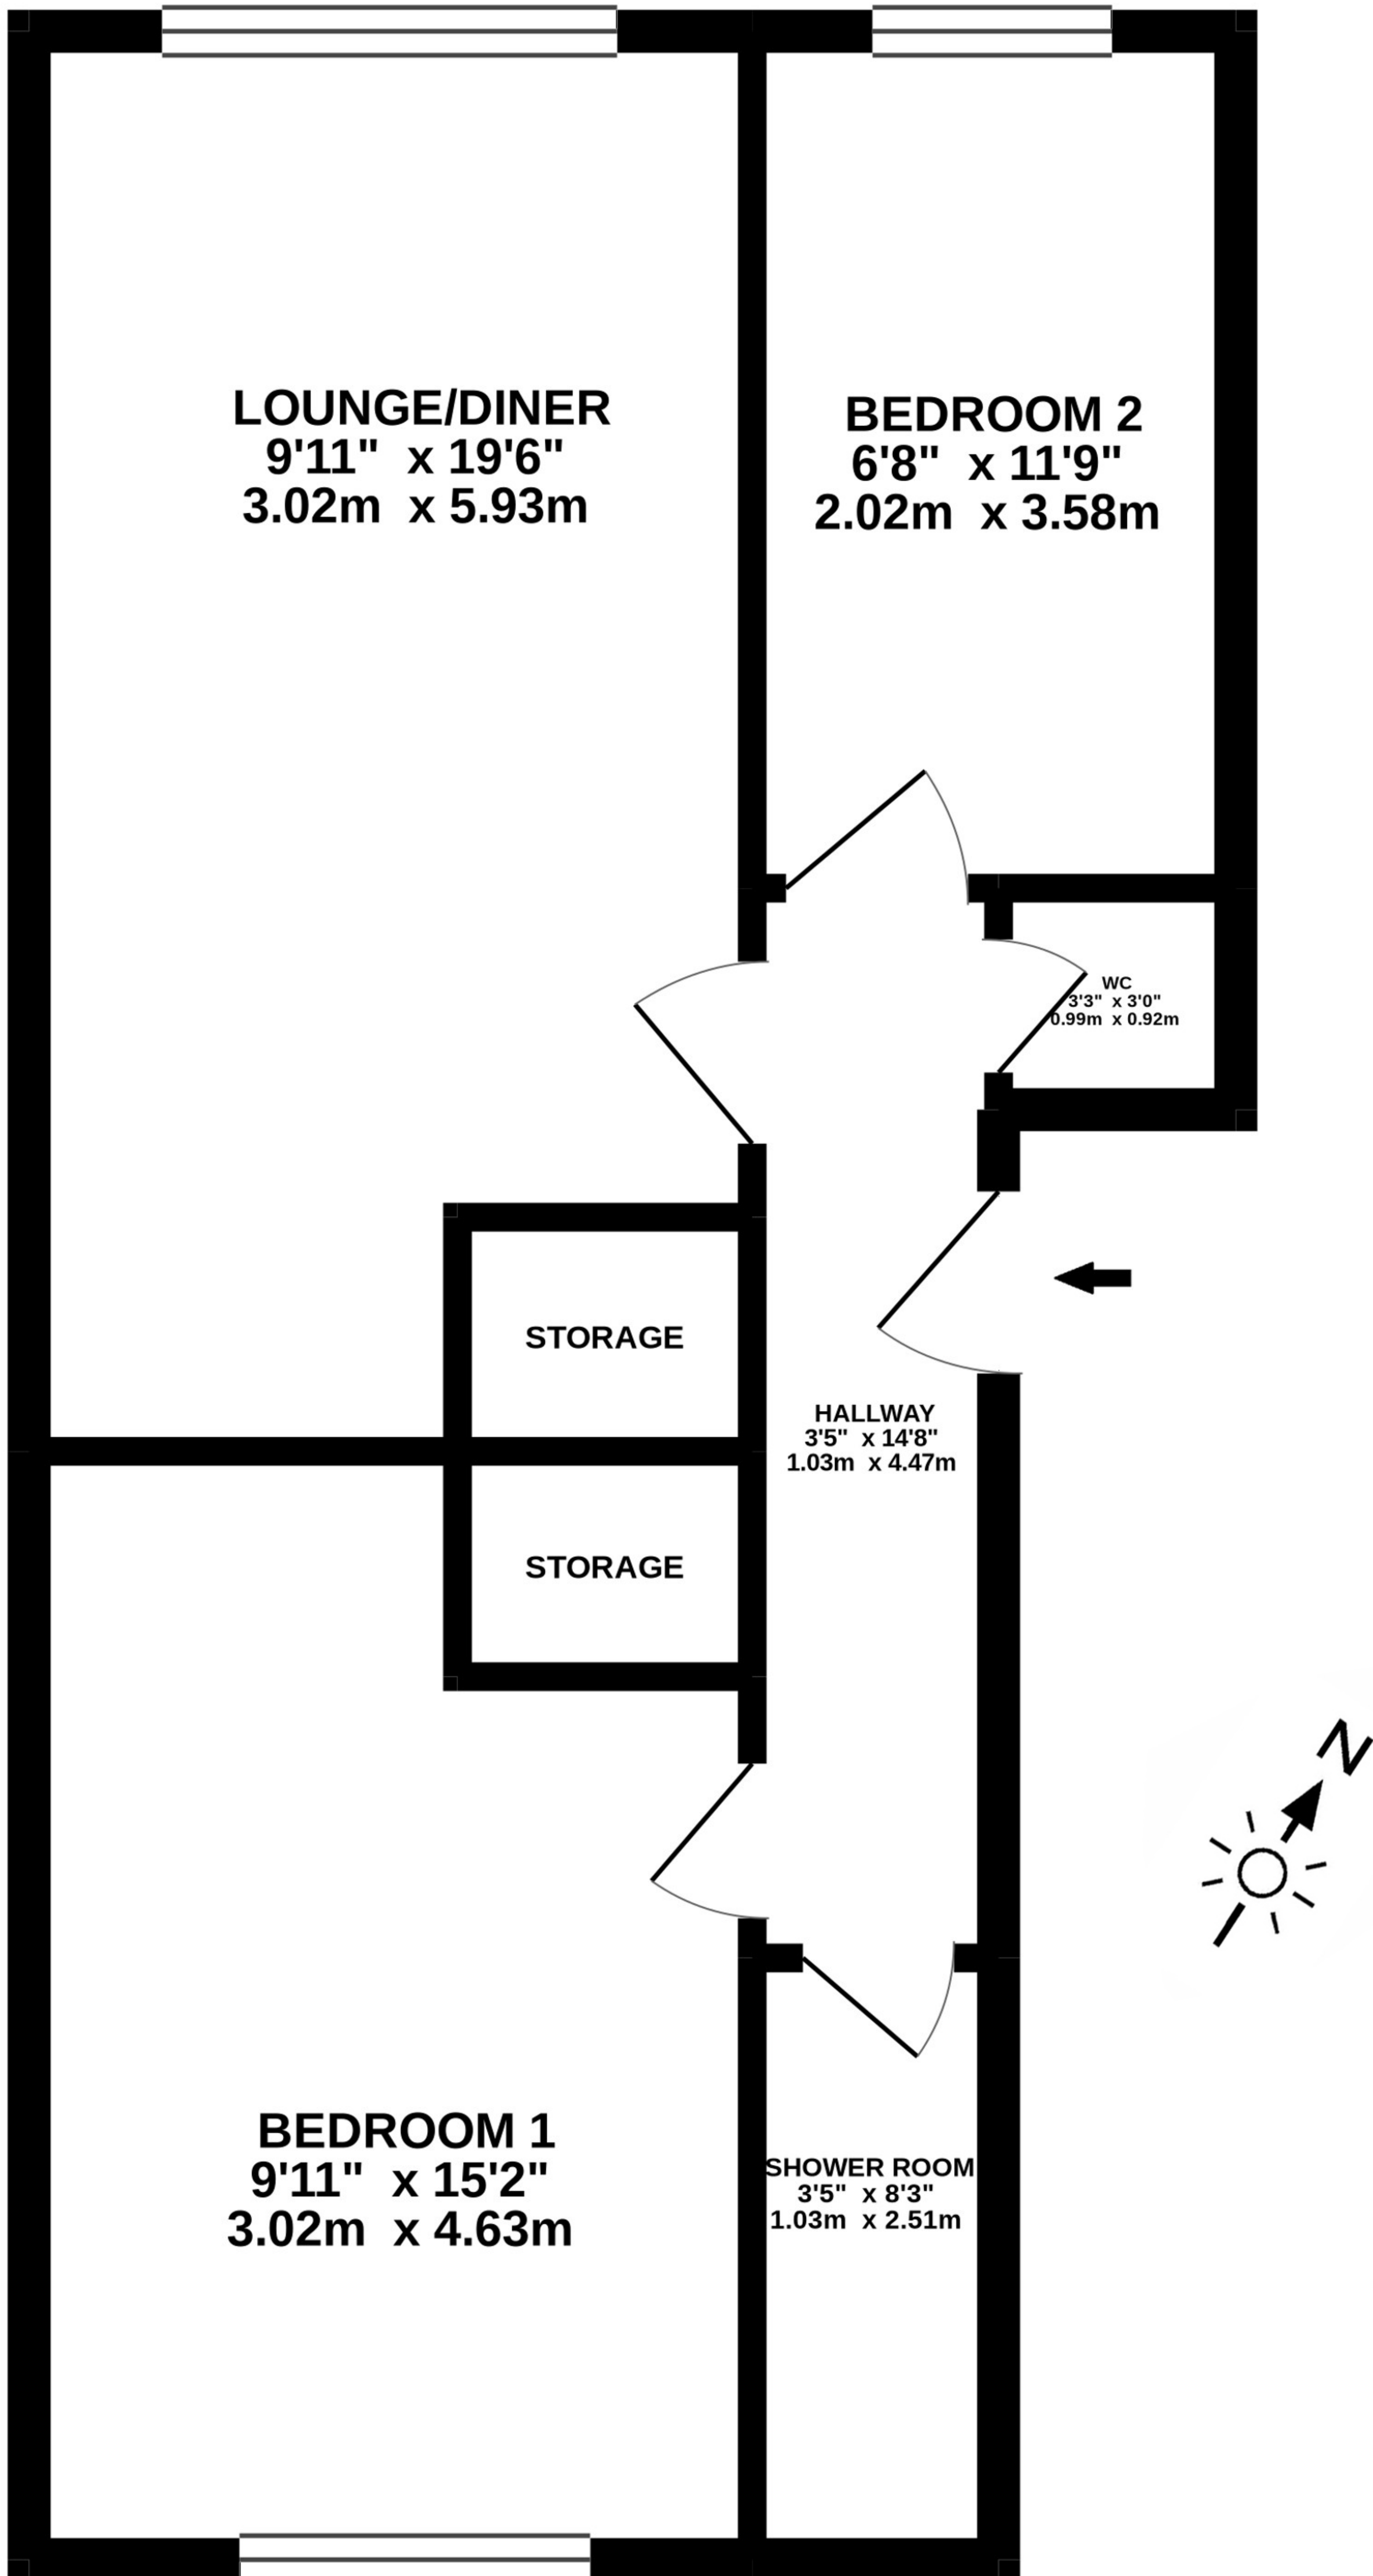 LOUNGE/DINER
9'11" x 19'6"
3.02m x 5.93m
BEDROOM 2
6'8" x 11'9"
2.02m x 3.58m
WC
3'3" x 3'0"
0.99m x 0.92m
STORAGE
HALLWAY
3'5" x 14'8"
1.03m x 4.47m
STORAGE
N
BEDROOM 1
9'11" x 15'2"
3.02m x 4.63m
SHOWER ROOM
3'5" x 8'3"
1.03m x 2.51m